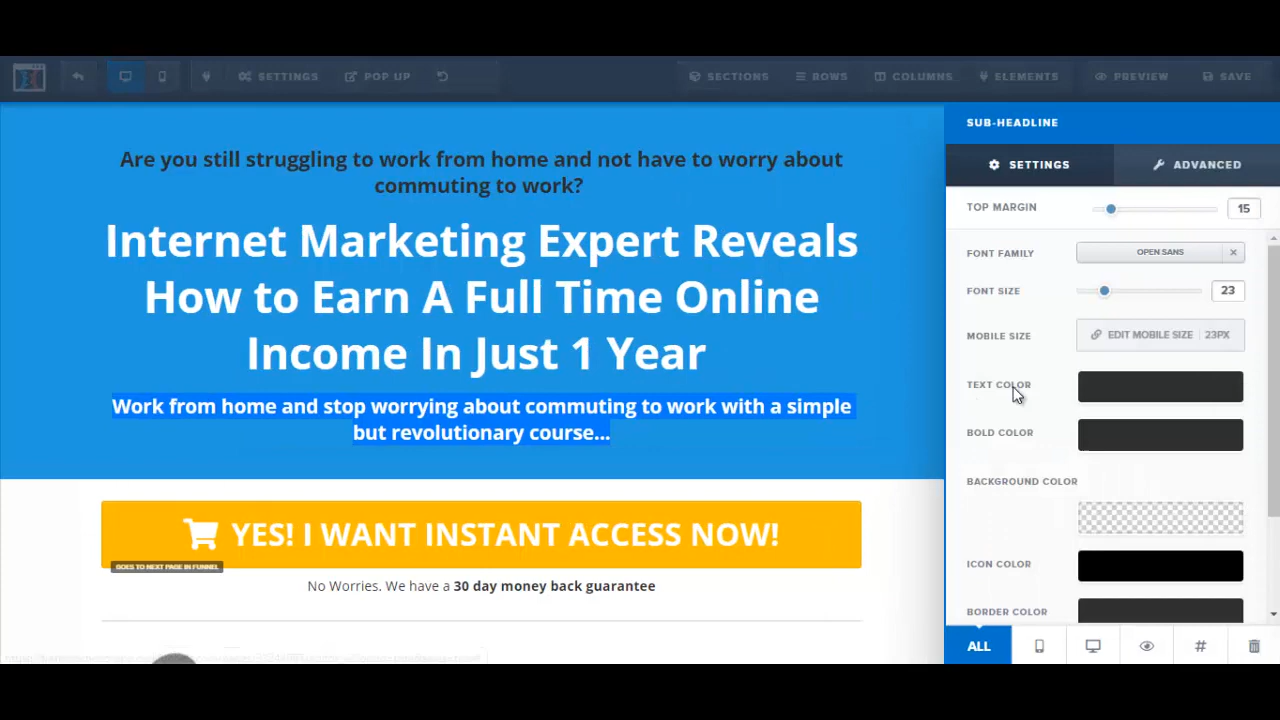 SETTINGS
POP UP
SECTIONS
ROWS
COLUMNS
ELEMENTS
PREVIEW
SAVE
Are you still struggling to work from home and not have to worry about
commuting to work?
Internet Marketing Expert Reveals
How to Earn A Full Time Online
Income In Just 1 Year
Work from home and stop worrying about commuting to work with a simple
but revolutionary course...
YES! I WANT INSTANT ACCESS NOW!
GOES TO NEXT PAGE IN FUNNEL
No Worries. We have a 30 day money back guarantee
SUB-HEADLINE
SETTINGS
ADVANCED
TOP MARGIN
15
FONT FAMILY
OPEN SANS
FONT SIZE
23
MOBILE SIZE
EDIT MOBILE SIZE
23PX
TEXT COLOR
BOLD COLOR
BACKGROUND COLOR
ICON COLOR
BORDER COLOR
ALL
#